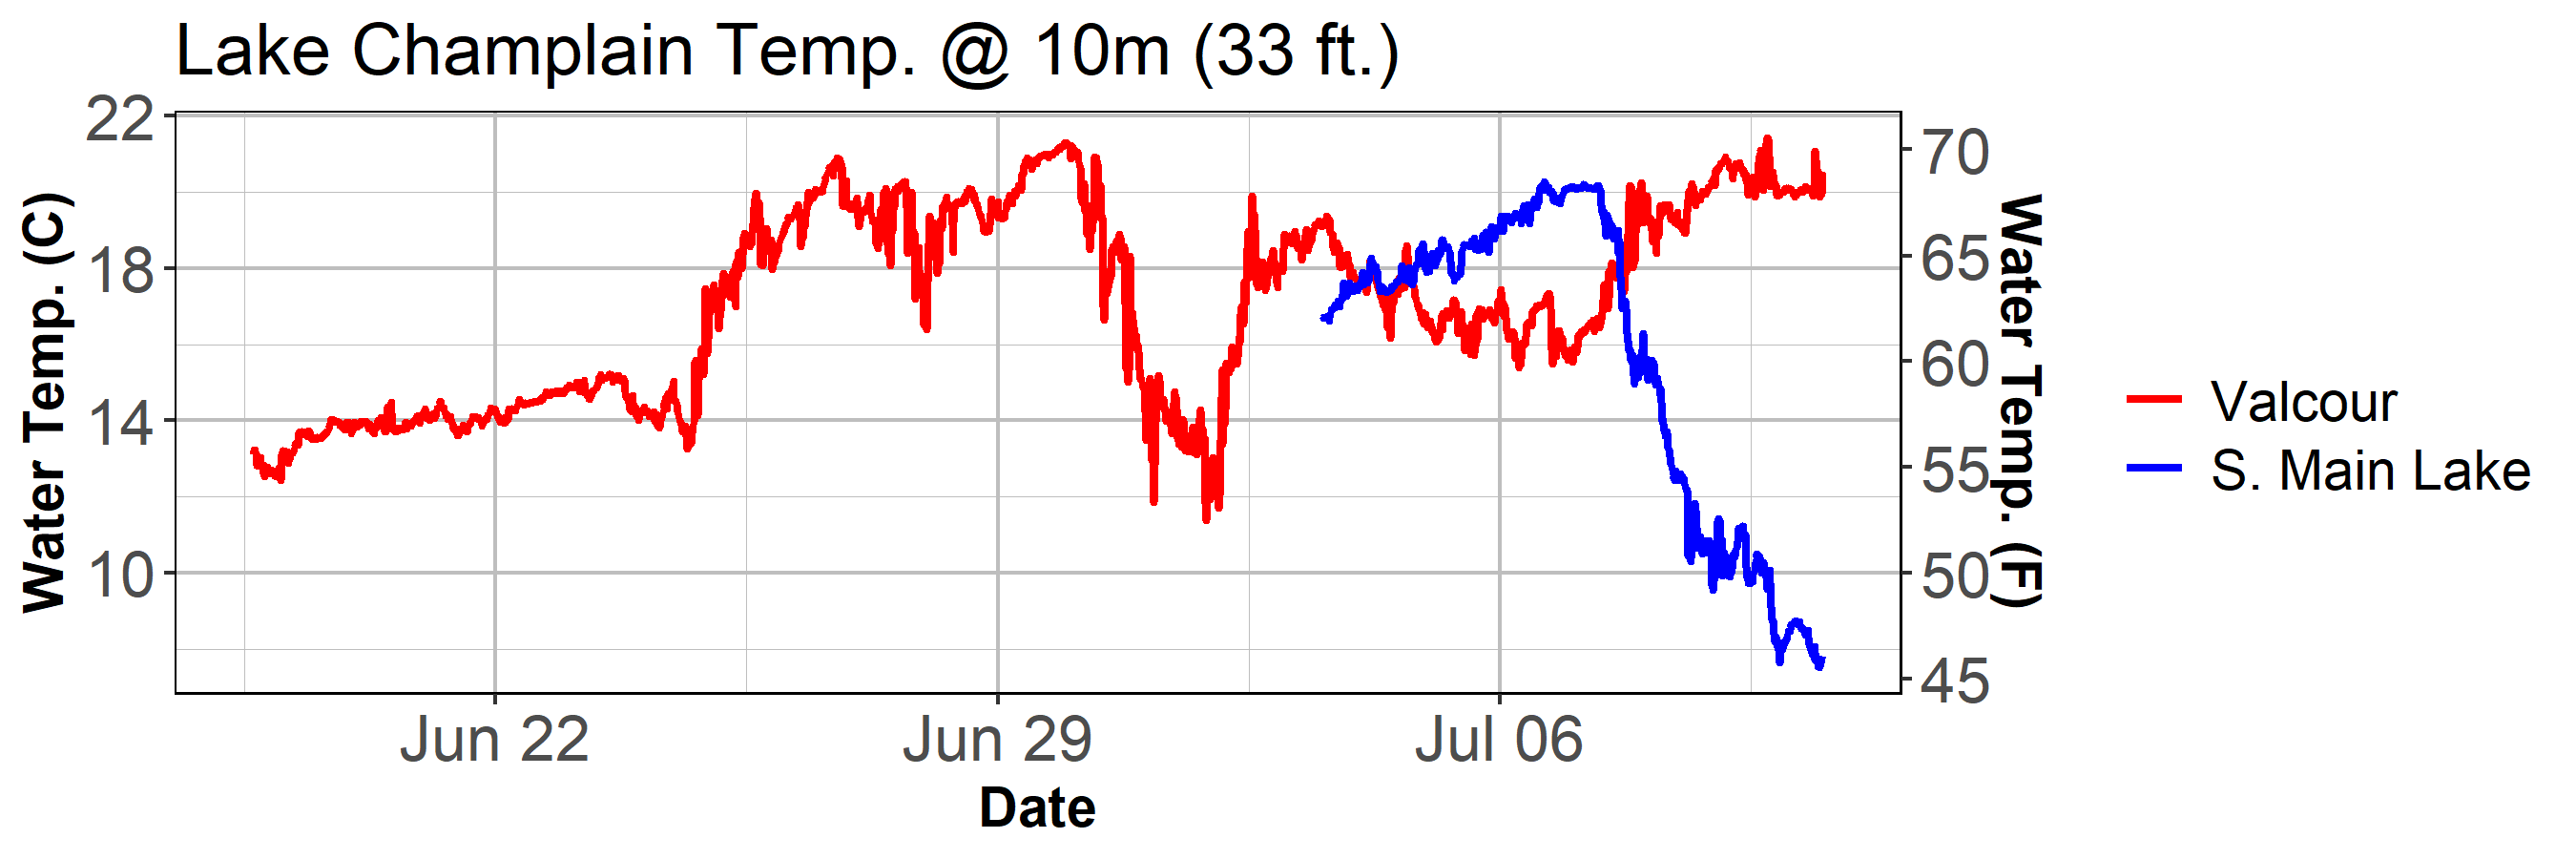 Lake Champlain Temp. @ 10m (33 ft.)
Water Temp. (C)
22
18
14
10
70
65
60
55
50
45
Water Temp. (F)
Jun 22
Jun 29
Jul 06
Date
Valcour
S. Main Lake